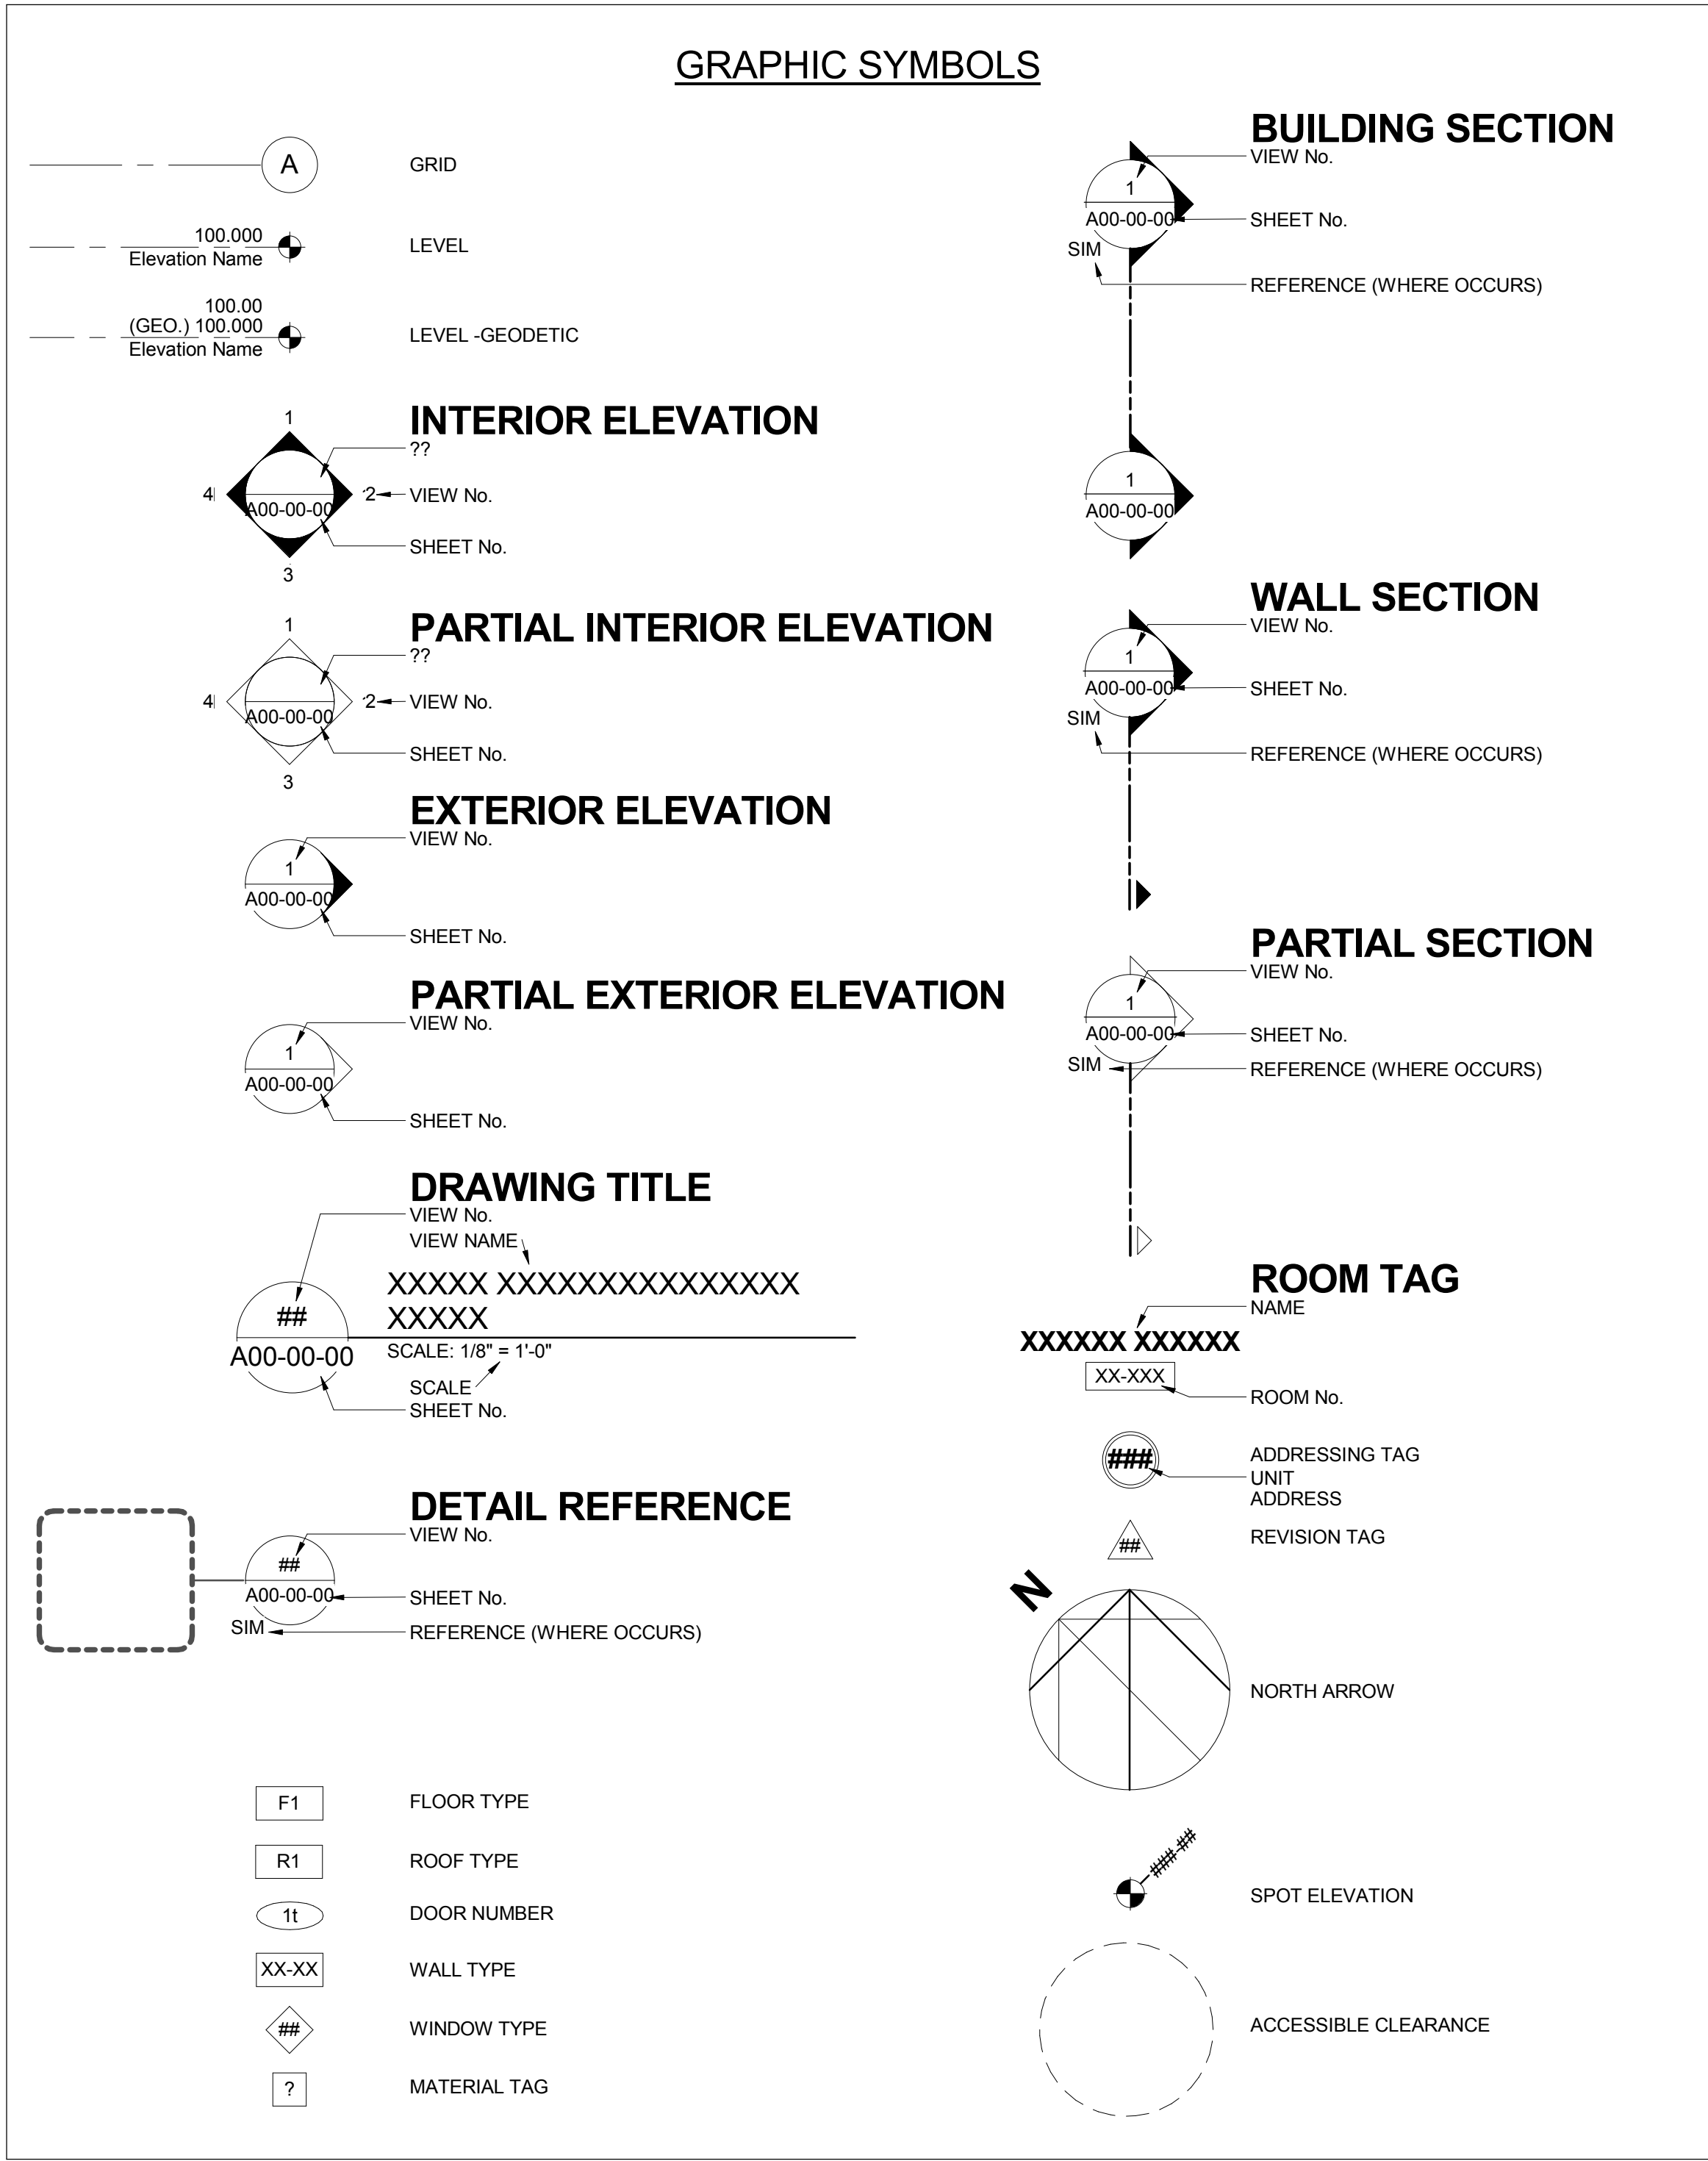 GRAPHIC SYMBOLS
A
GRID
100.000
Elevation Name
LEVEL
100.00
(GEO.) 100.000
Elevation Name
LEVEL -GEODETIC
INTERIOR ELEVATION
??
1
4
2
VIEW No.
A00-00-00
SHEET No.
3
PARTIAL INTERIOR ELEVATION
??
1
4
2
VIEW No.
A00-00-00
SHEET No.
3
EXTERIOR ELEVATION
VIEW No.
1
A00-00-00
SHEET No.
PARTIAL EXTERIOR ELEVATION
VIEW No.
1
A00-00-00
SHEET No.
DRAWING TITLE
VIEW No.
VIEW NAME
XXXXX XXXXXXXXXXXXXXX
XXXXX
##
A00-00-00
SCALE: 1/8" = 1'-0"
SCALE
SHEET No.
DETAIL REFERENCE
VIEW No.
##
A00-00-00
SHEET No.
SIM
REFERENCE (WHERE OCCURS)
F1
FLOOR TYPE
R1
ROOF TYPE
1t
DOOR NUMBER
XX-XX
WALL TYPE
##
WINDOW TYPE
?
MATERIAL TAG
BUILDING SECTION
VIEW No.
1
A00-00-00
SHEET No.
SIM
REFERENCE (WHERE OCCURS)
1
A00-00-00
WALL SECTION
VIEW No.
1
A00-00-00
SHEET No.
SIM
REFERENCE (WHERE OCCURS)
PARTIAL SECTION
VIEW No.
1
A00-00-00
SHEET No.
SIM
REFERENCE (WHERE OCCURS)
ROOM TAG
NAME
XXXXXX XXXXXX
XX-XXX
ROOM No.
###
ADDRESSING TAG
UNIT
ADDRESS
##
REVISION TAG
N
NORTH ARROW
###.##
SPOT ELEVATION
ACCESSIBLE CLEARANCE